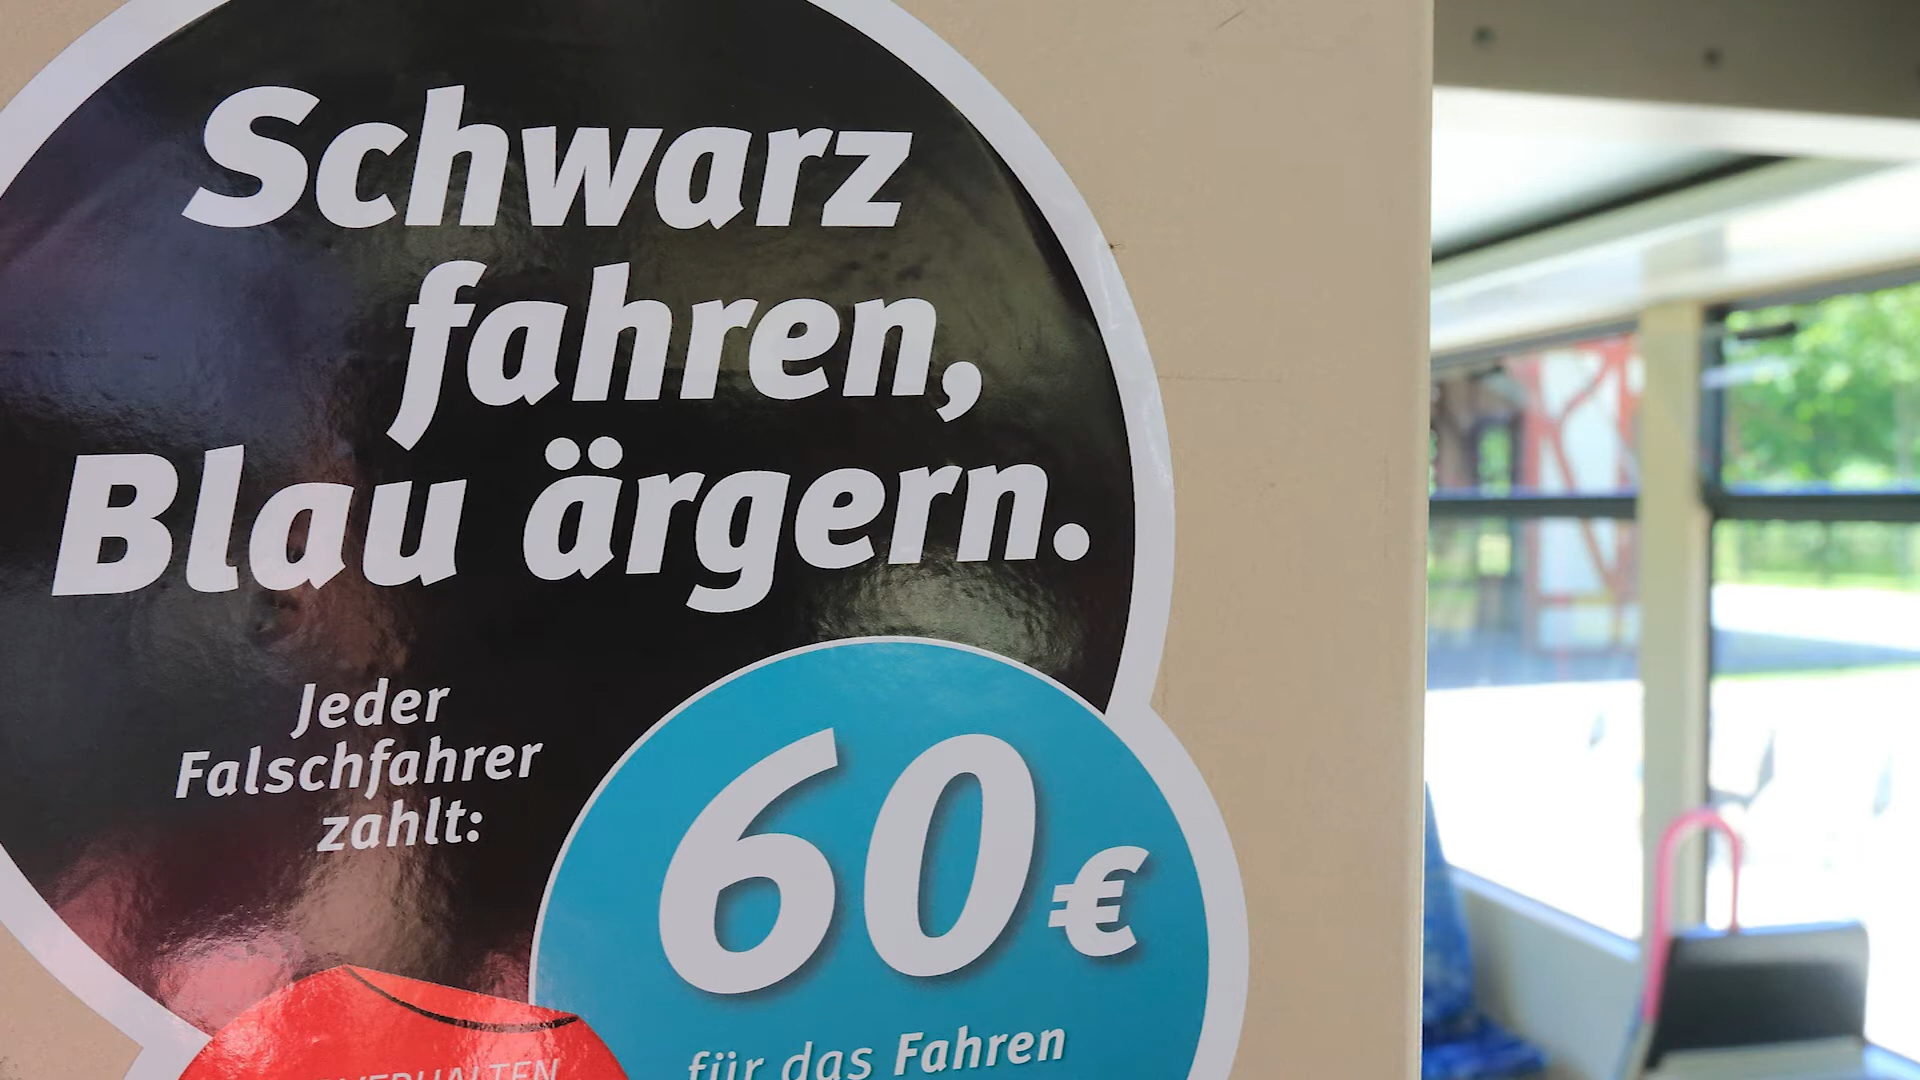 Schwarz
fahren,
Blau ärgern.
Jeder
Falschfahrer
zahlt:
60 €
für das Fahren